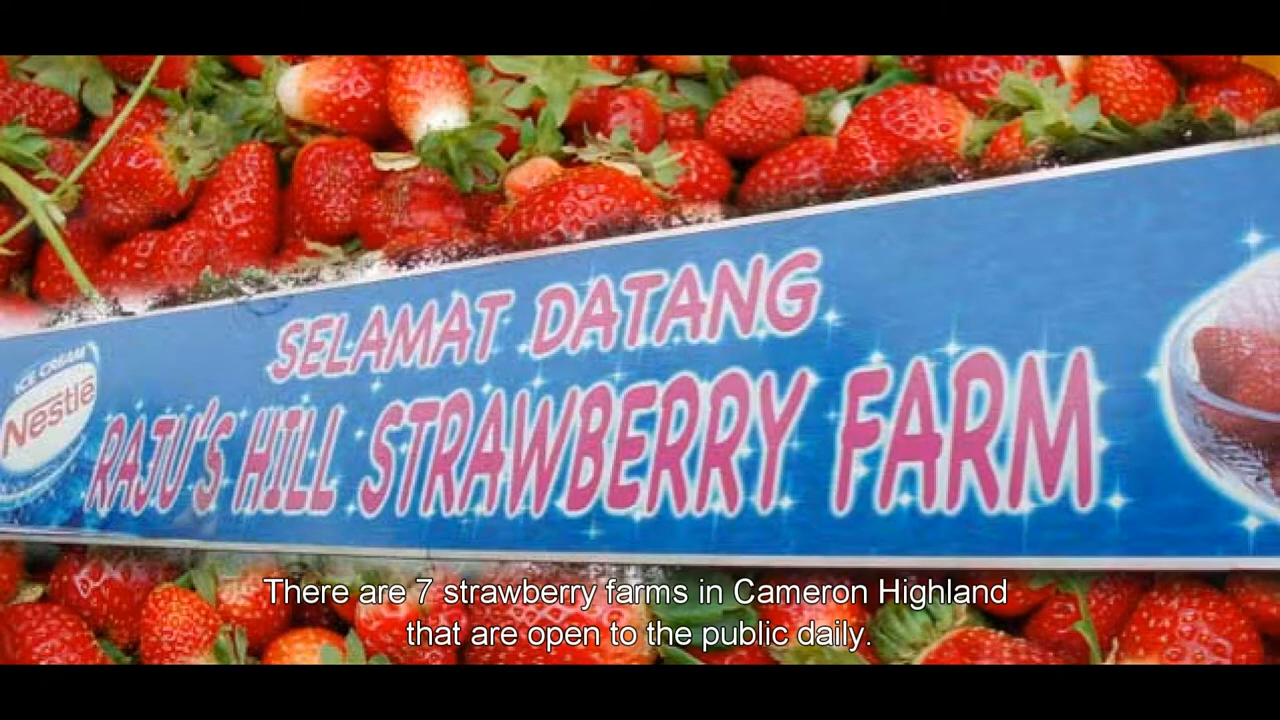 SELAMAT DATANG
ICE CREAM
Nestlé
RAJU'S HILL STRAWBERRY FARM
There are 7 strawberry farms in Cameron Highland
that are open to the public daily.